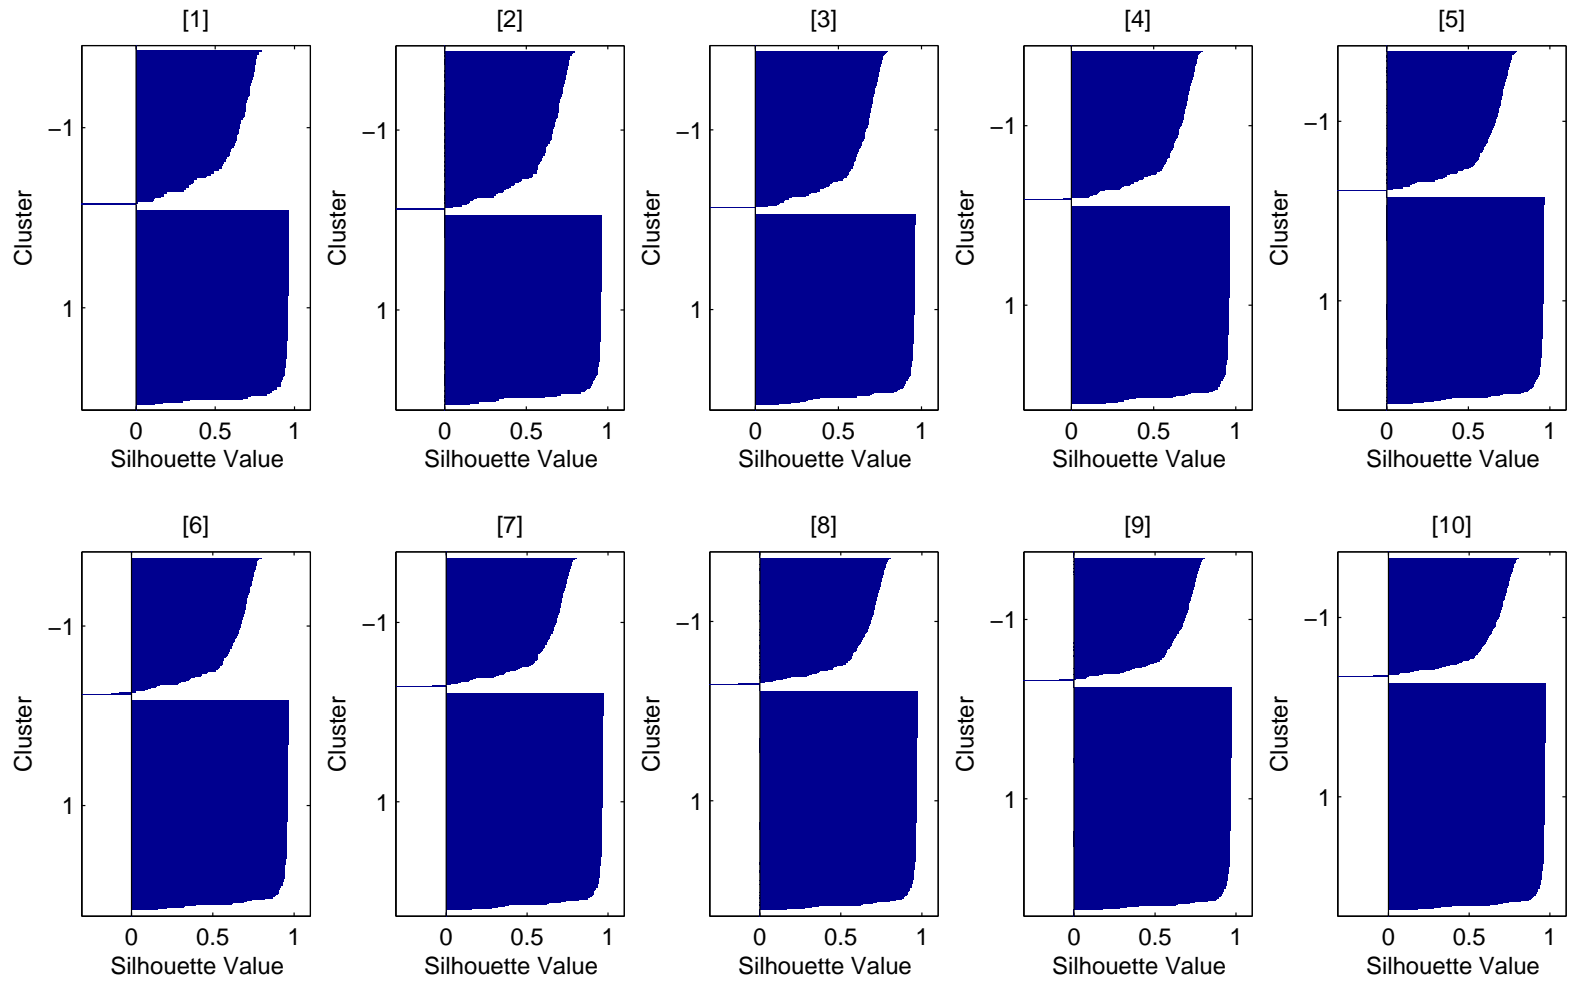 [1] [2] [3] [4] [5]
−1 −1 −1 −1 −1
Cluster Cluster Cluster Cluster Cluster
1 1 1 1 1
0 0.5 1 0 0.5 1 0 0.5 1 0 0.5 1 0 0.5 1
Silhouette Value Silhouette Value Silhouette Value Silhouette Value Silhouette Value
[6] [7] [8] [9] [10]
−1 −1 −1 −1 −1
Cluster Cluster Cluster Cluster Cluster
1 1 1 1 1
0 0.5 1 0 0.5 1 0 0.5 1 0 0.5 1 0 0.5 1
Silhouette Value Silhouette Value Silhouette Value Silhouette Value Silhouette Value